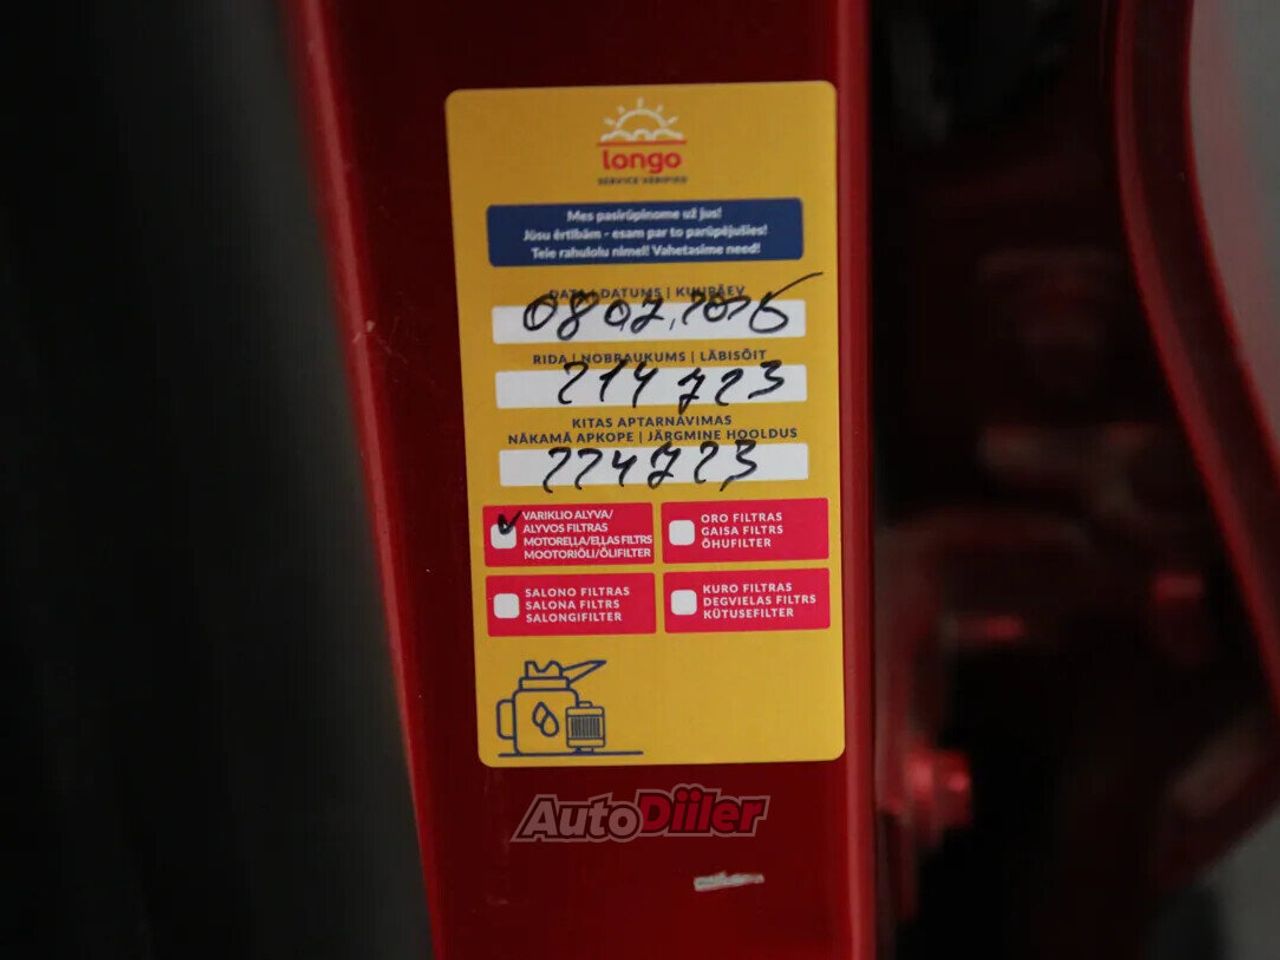 longo
SERVICE VERIFIED
Mes pasirūpinome už jus!
Jūsu ērtībām - esam par to parūpējušies!
Teie rahulolu nimel! Vahetasime need!
DATA | DATUMS | KUUPÄEV
08.02.2026
RIDA | NOBRAUKUMS | LÄBISÕIT
214723
KITAS APTARNAVIMAS
NĀKAMĀ APKOPE | JÄRGMINE HOOLDUS
224723
VARIKLIO ALYVA/
ALYVOS FILTRAS
MOTOREĻĻA/EĻĻAS FILTRS
MOOTORIÕLI/ÕLIFILTER
ORO FILTRAS
GAISA FILTRS
ÕHUFILTER
SALONO FILTRAS
SALONA FILTRS
SALONGIFILTER
KURO FILTRAS
DEGVIELAS FILTRS
KÜTUSEFILTER
AutoDiiler